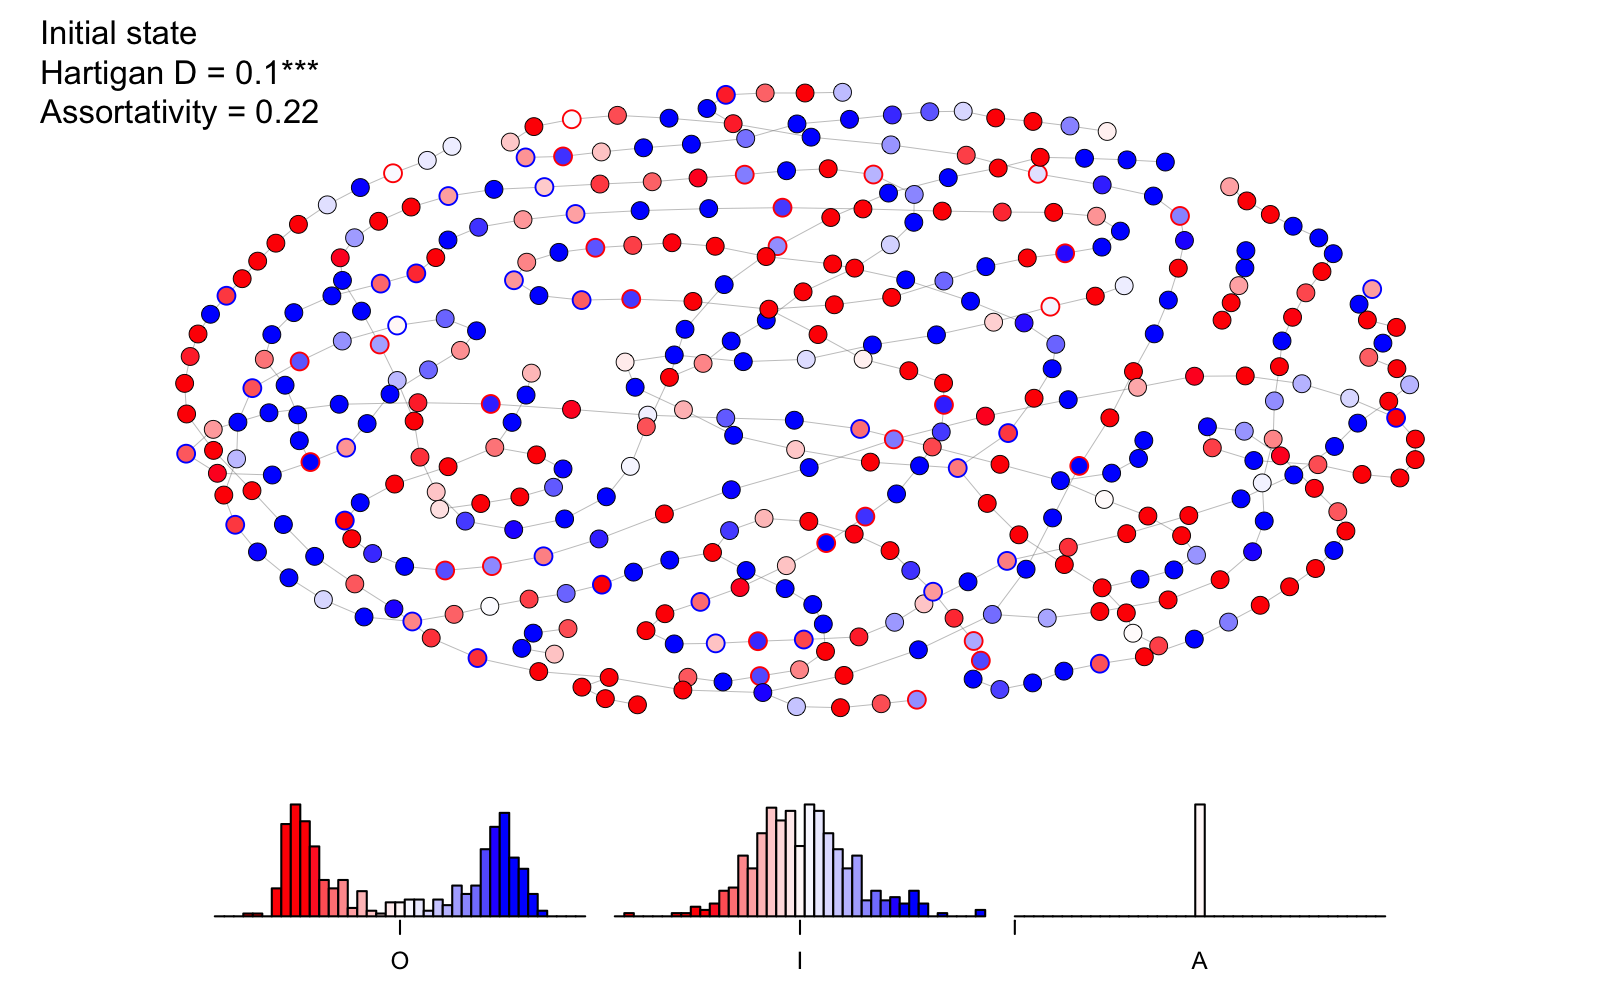 Initial state
Hartigan D = 0.1***
Assortativity = 0.22
O
I
A